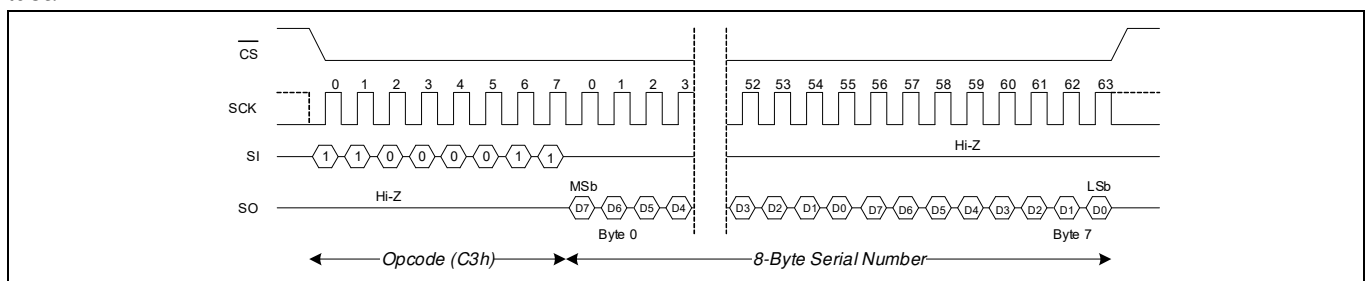 CS
0 1 2 3 4 5 6 7 0 1 2 3 52 53 54 55 56 57 58 59 60 61 62 63
SCK
Hi-Z
SI 1 1 0 0 0 0 1 1
Hi-Z MSb LSb
SO D7 D6 D5 D4 D3 D2 D1 D0 D7 D6 D5 D4 D3 D2 D1 D0
Byte 0 Byte 7
Opcode (C3h) 8-Byte Serial Number